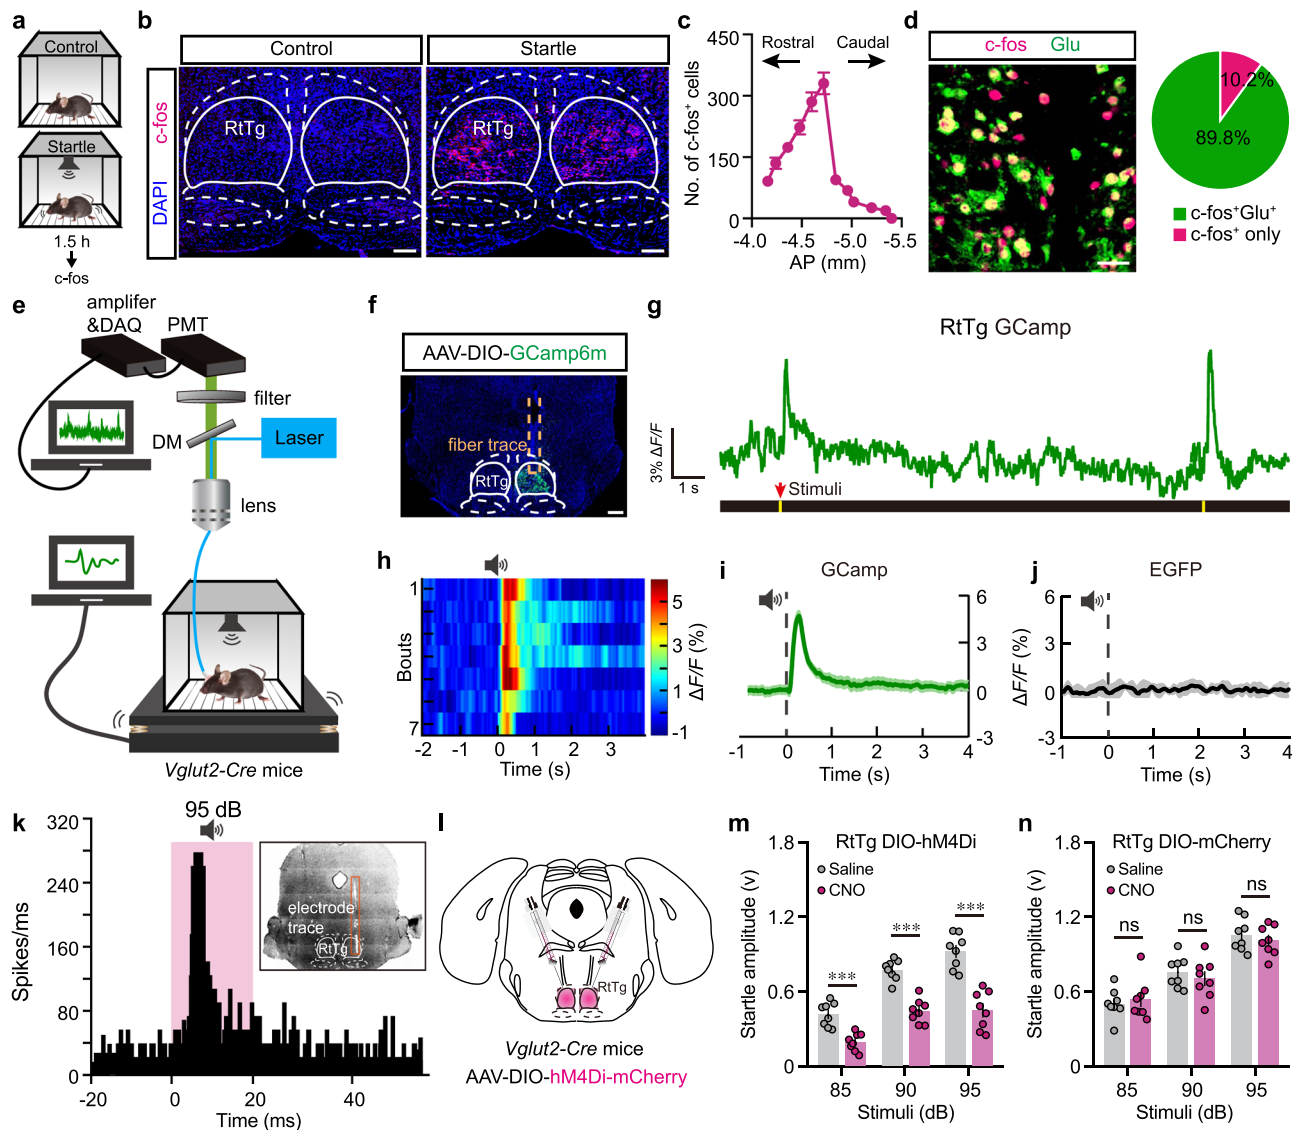 a
Control
Startle
1.5 h
c-fos
b
Control
Startle
c-fos
DAPI
RtTg
RtTg
c
No. of c-fos⁺ cells
450
300
150
0
Rostral
Caudal
-4.0
-4.5
-5.0
-5.5
AP (mm)
d
c-fos Glu
10.2%
89.8%
c-fos⁺Glu⁺
c-fos⁺ only
e
amplifer
&DAQ
PMT
filter
DM
Laser
lens
Vglut2-Cre mice
f
AAV-DIO-GCamp6m
fiber trace
RtTg
g
RtTg GCamp
3% ΔF/F
1 s
Stimuli
h
Bouts
1
7
-2
-1
0
1
2
3
Time (s)
5
3
1
-1
ΔF/F (%)
i
GCamp
6
3
0
-3
-1
0
1
2
3
4
Time (s)
j
EGFP
ΔF/F (%)
6
3
0
-3
-1
0
1
2
3
4
Time (s)
k
95 dB
Spikes/ms
320
240
160
80
0
-20
0
20
40
Time (ms)
electrode
trace
RtTg
l
RtTg
Vglut2-Cre mice
AAV-DIO-hM4Di-mCherry
m
RtTg DIO-hM4Di
Startle amplitude (v)
1.8
1.2
0.6
0
Saline
CNO
***
***
***
85
90
95
Stimuli (dB)
n
RtTg DIO-mCherry
Startle amplitude (v)
1.8
1.2
0.6
0
Saline
CNO
ns
ns
ns
85
90
95
Stimuli (dB)